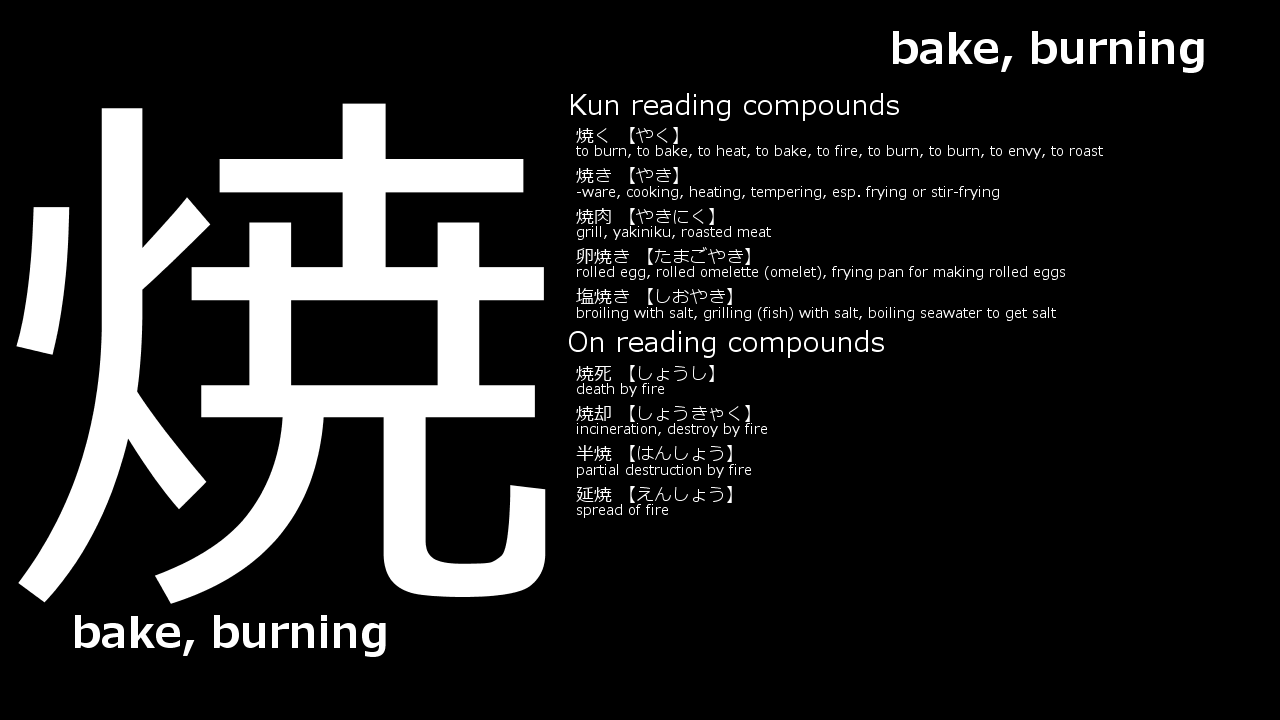 bake, burning
焼
Kun reading compounds
焼く 【やく】
to burn, to bake, to heat, to bake, to fire, to burn, to burn, to envy, to roast
焼き 【やき】
-ware, cooking, heating, tempering, esp. frying or stir-frying
焼肉 【やきにく】
grill, yakiniku, roasted meat
卵焼き 【たまごやき】
rolled egg, rolled omelette (omelet), frying pan for making rolled eggs
塩焼き 【しおやき】
broiling with salt, grilling (fish) with salt, boiling seawater to get salt
On reading compounds
焼死 【しょうし】
death by fire
焼却 【しょうきゃく】
incineration, destroy by fire
半焼 【はんしょう】
partial destruction by fire
延焼 【えんしょう】
spread of fire
bake, burning